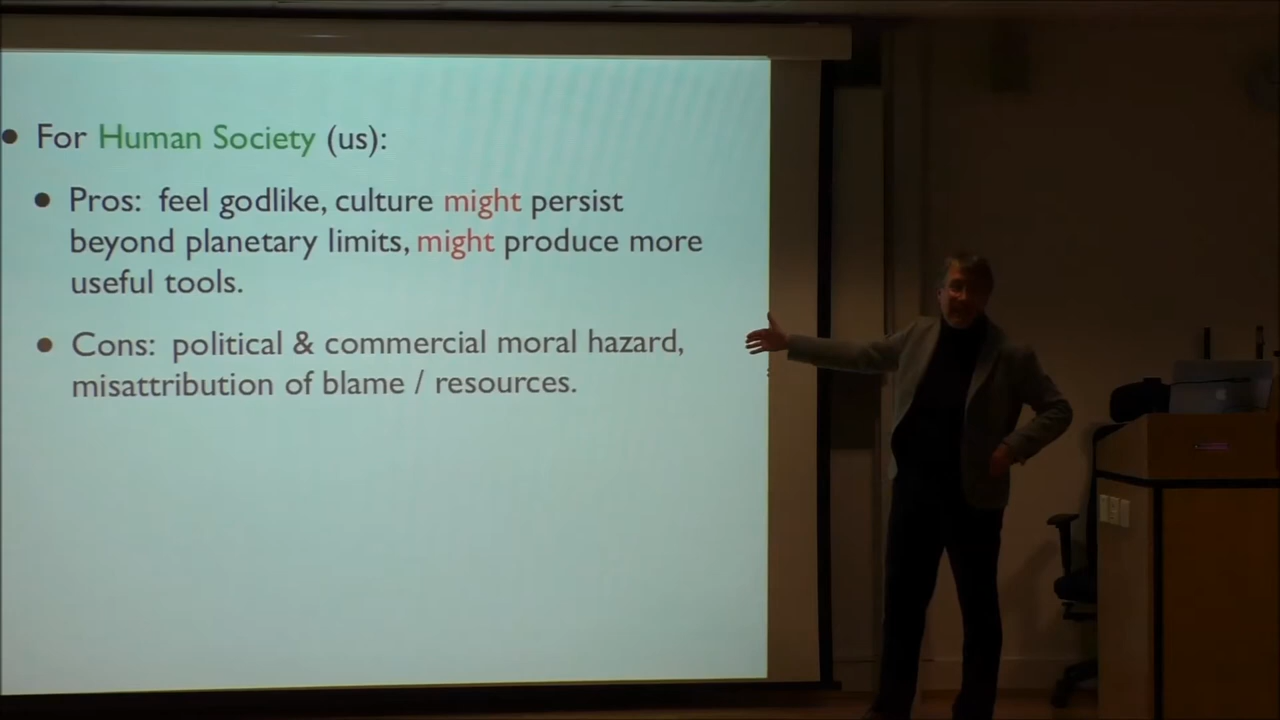 • For Human Society (us):
• Pros: feel godlike, culture might persist
beyond planetary limits, might produce more
useful tools.
• Cons: political & commercial moral hazard,
misattribution of blame / resources.